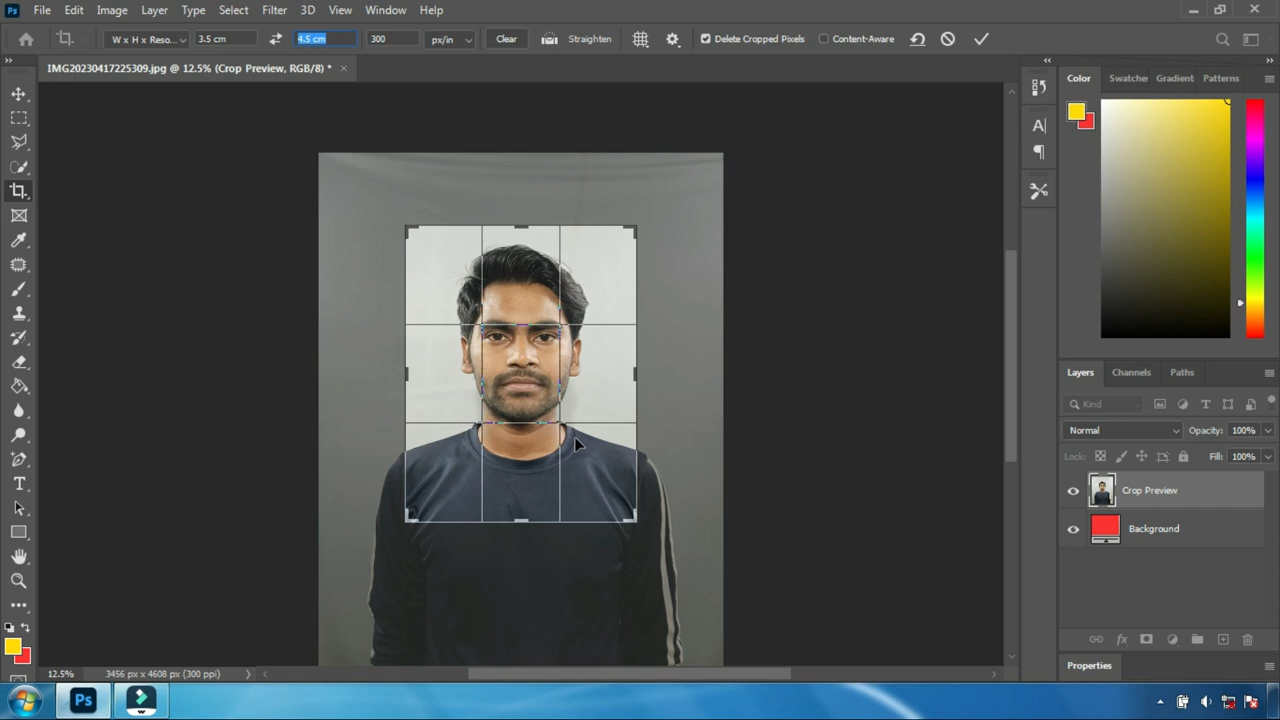 Ps File Edit Image Layer Type Select Filter 3D View Window Help
W x H x Reso... 3.5 cm 4.5 cm 300 px/in Clear Straighten Delete Cropped Pixels Content-Aware
IMG20230417225309.jpg @ 12.5% (Crop Preview, RGB/8) *
Color Swatche Gradient Patterns
Layers Channels Paths
Kind
Normal Opacity: 100%
Lock: Fill: 100%
Crop Preview
Background
12.5% 3456 px x 4608 px (300 ppi)
Properties
Ps